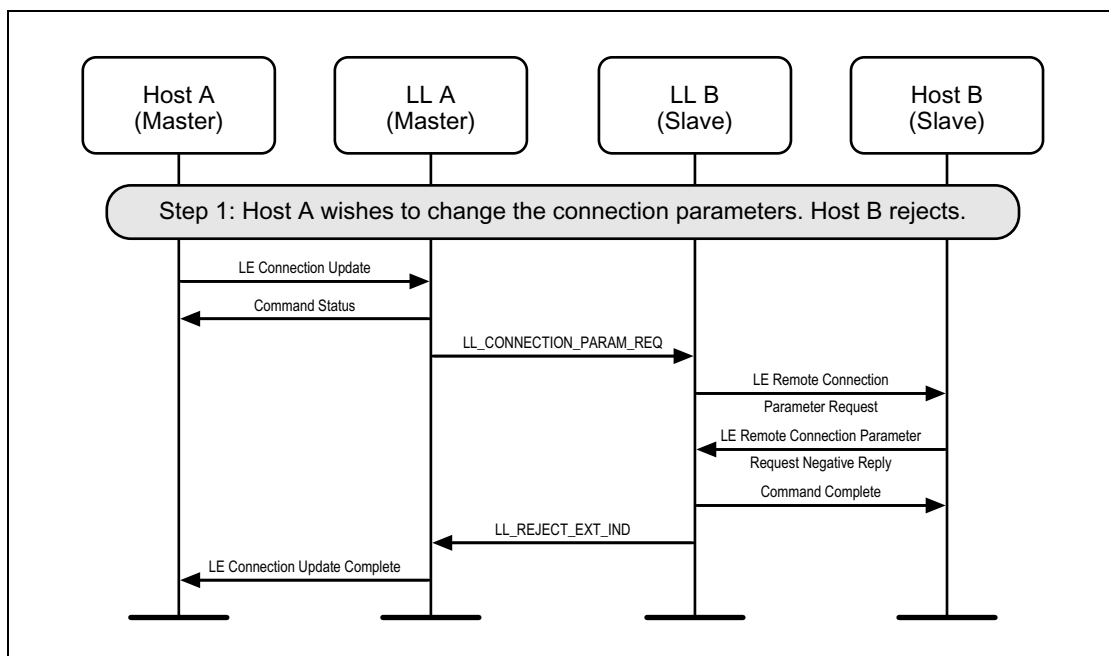 Host A
(Master)
LL A
(Master)
LL B
(Slave)
Host B
(Slave)
Step 1: Host A wishes to change the connection parameters. Host B rejects.
LE Connection Update
Command Status
LL_CONNECTION_PARAM_REQ
LE Remote Connection
Parameter Request
LE Remote Connection Parameter
Request Negative Reply
Command Complete
LL_REJECT_EXT_IND
LE Connection Update Complete